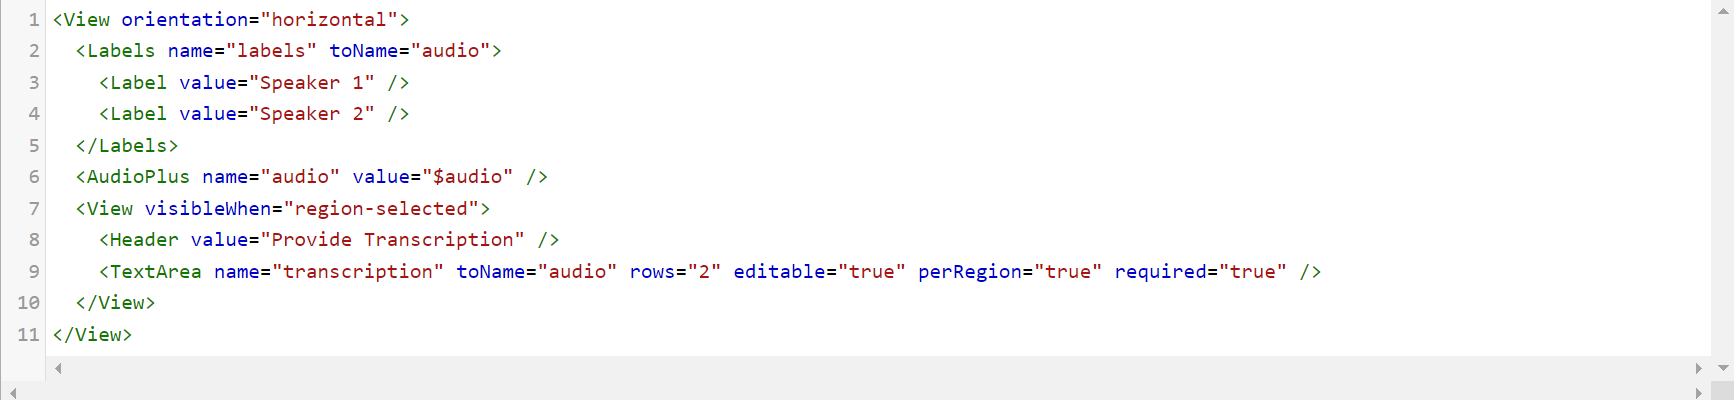 1 <View orientation="horizontal">
2   <Labels name="labels" toName="audio">
3     <Label value="Speaker 1" />
4     <Label value="Speaker 2" />
5   </Labels>
6   <AudioPlus name="audio" value="$audio" />
7   <View visibleWhen="region-selected">
8     <Header value="Provide Transcription" />
9     <TextArea name="transcription" toName="audio" rows="2" editable="true" perRegion="true" required="true" />
10   </View>
11 </View>